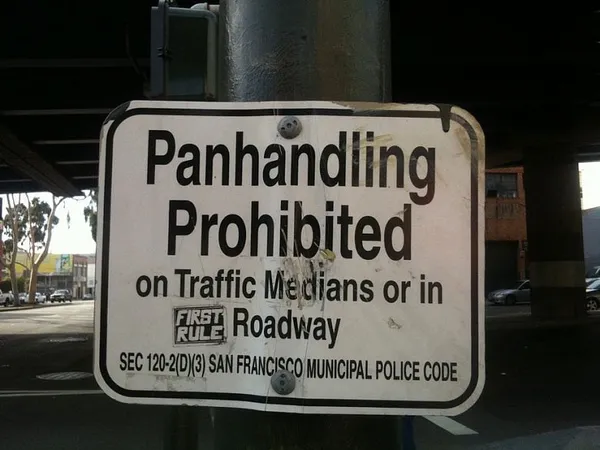 Panhandling
Prohibited
on Traffic Medians or in
FIRST
RULE
Roadway
SEC 120-2(D)(3) SAN FRANCISCO MUNICIPAL POLICE CODE